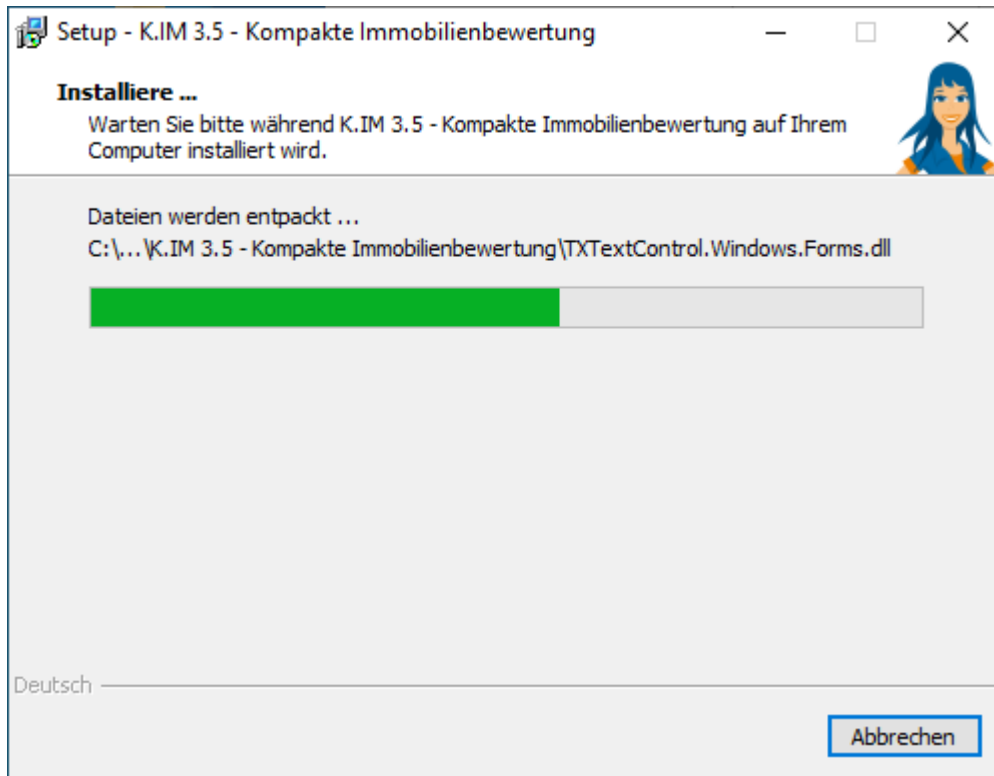 Setup - K.IM 3.5 - Kompakte Immobilienbewertung
Installiere ...
Warten Sie bitte während K.IM 3.5 - Kompakte Immobilienbewertung auf Ihrem
Computer installiert wird.
Dateien werden entpackt ...
C:\...\K.IM 3.5 - Kompakte Immobilienbewertung\TXTextControl.Windows.Forms.dll
Deutsch
Abbrechen